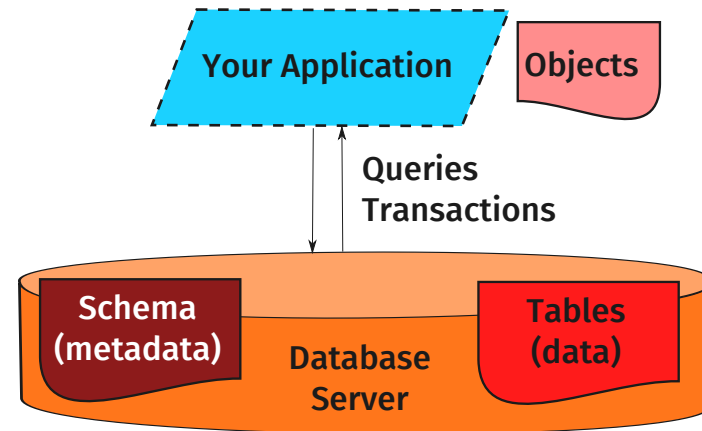 Your Application
Objects
Queries
Transactions
Schema
(metadata)
Tables
(data)
Database
Server